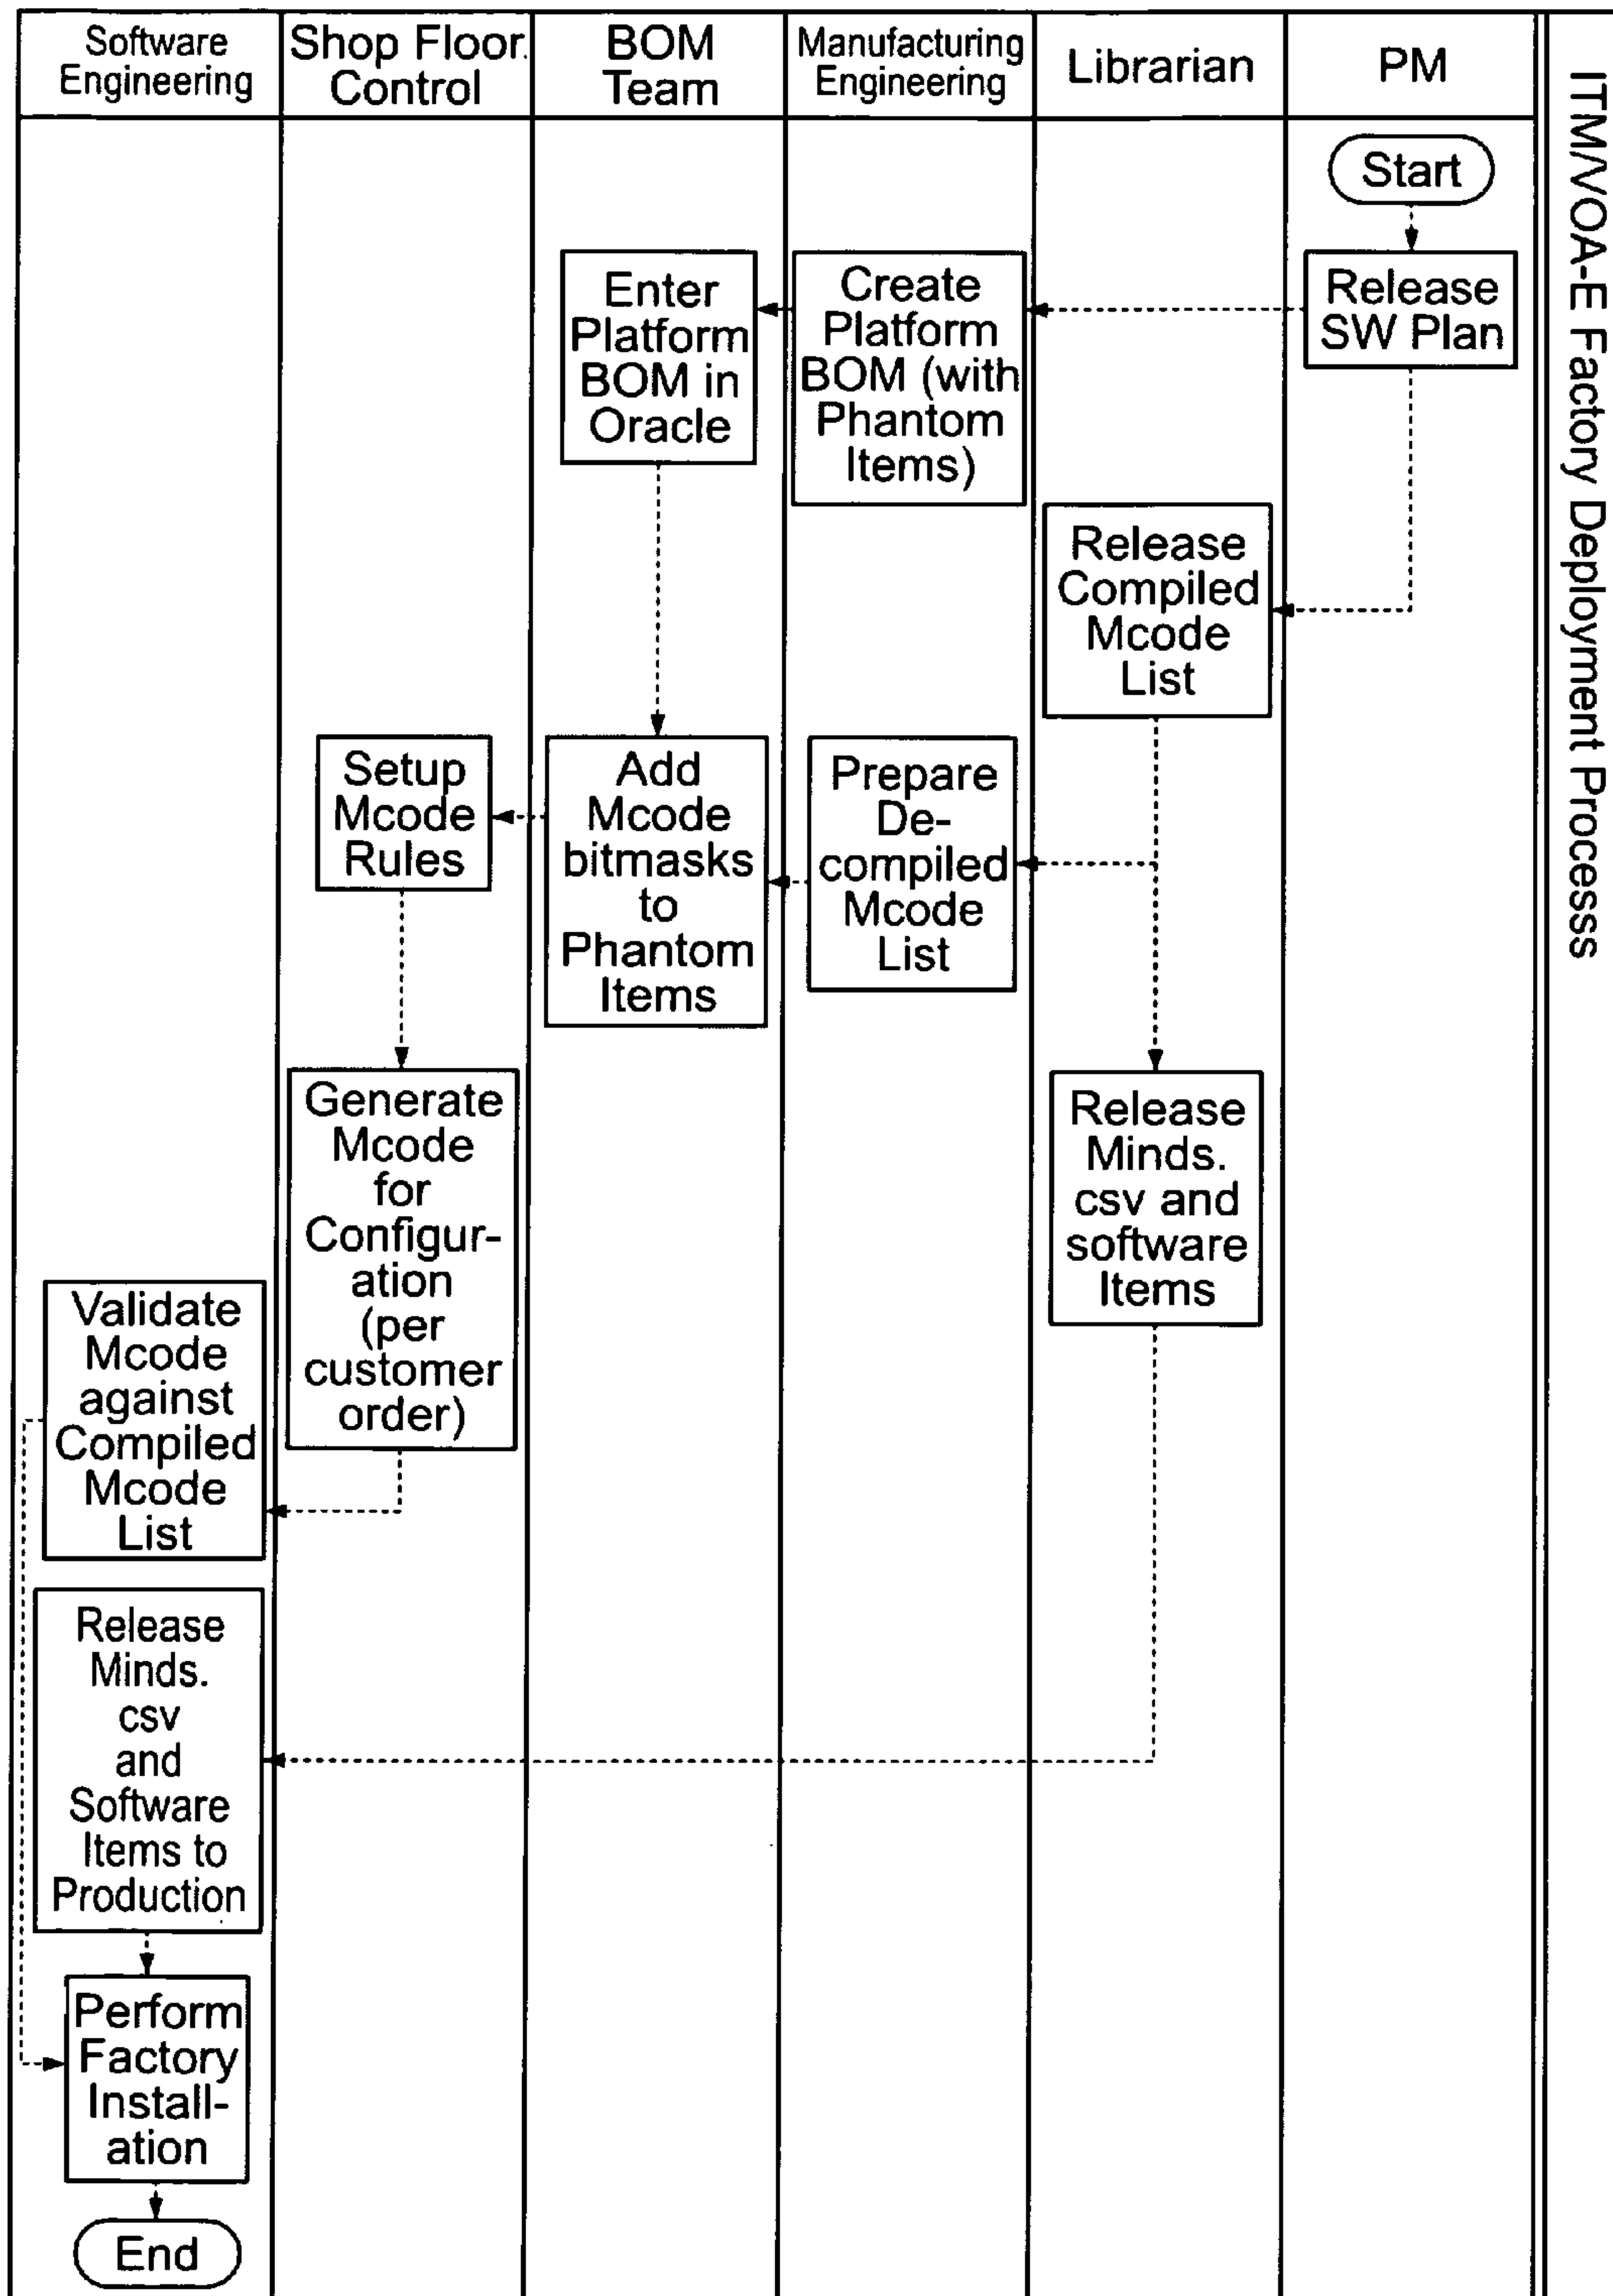 ITM/VOA-E Factory Deployment Processs
Software
Engineering
Shop Floor.
Control
BOM
Team
Manufacturing
Engineering
Librarian
PM
Start
Release
SW Plan
Create
Platform
BOM (with
Phantom
Items)
Enter
Platform
BOM in
Oracle
Release
Compiled
Mcode
List
Prepare
De-
compiled
Mcode
List
Add
Mcode
bitmasks
to
Phantom
Items
Setup
Mcode
Rules
Generate
Mcode
for
Configur-
ation
(per
customer
order)
Release
Minds.
csv and
software
Items
Validate
Mcode
against
Compiled
Mcode
List
Release
Minds.
csv
and
Software
Items to
Production
Perform
Factory
Install-
ation
End